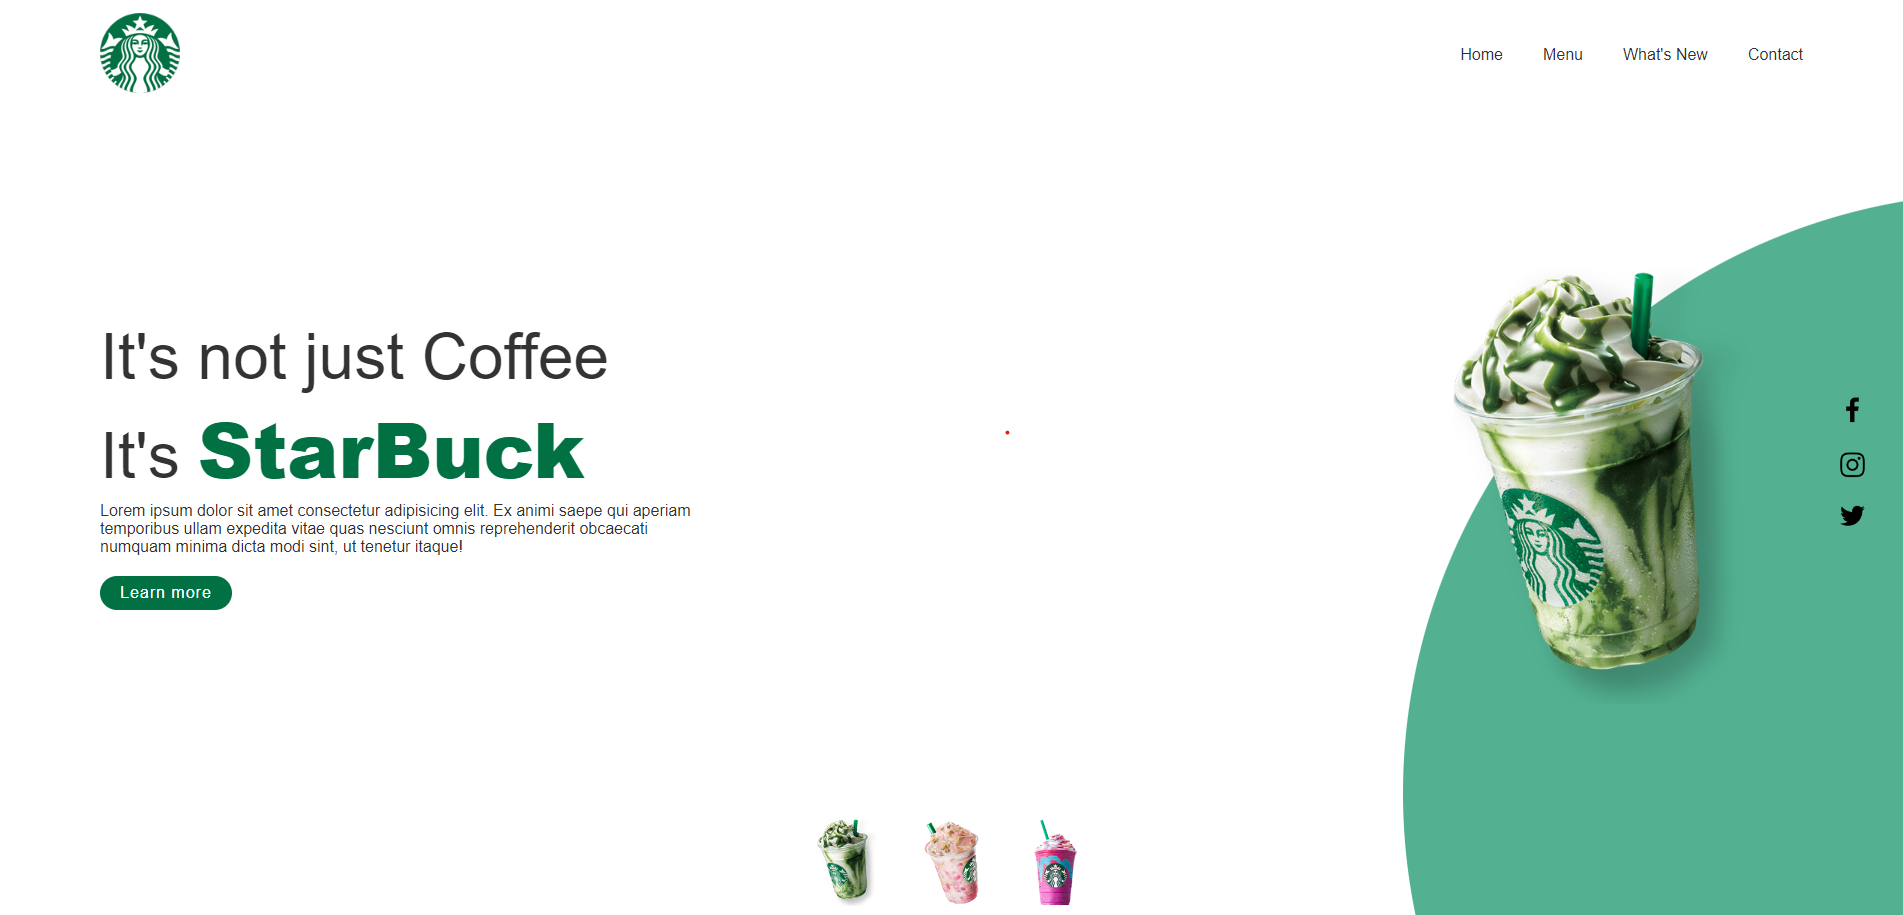 Home Menu What's New Contact
It's not just Coffee
It's StarBuck
Lorem ipsum dolor sit amet consectetur adipisicing elit. Ex animi saepe qui aperiam
temporibus ullam expedita vitae quas nesciunt omnis reprehenderit obcaecati
numquam minima dicta modi sint, ut tenetur itaque!
Learn more